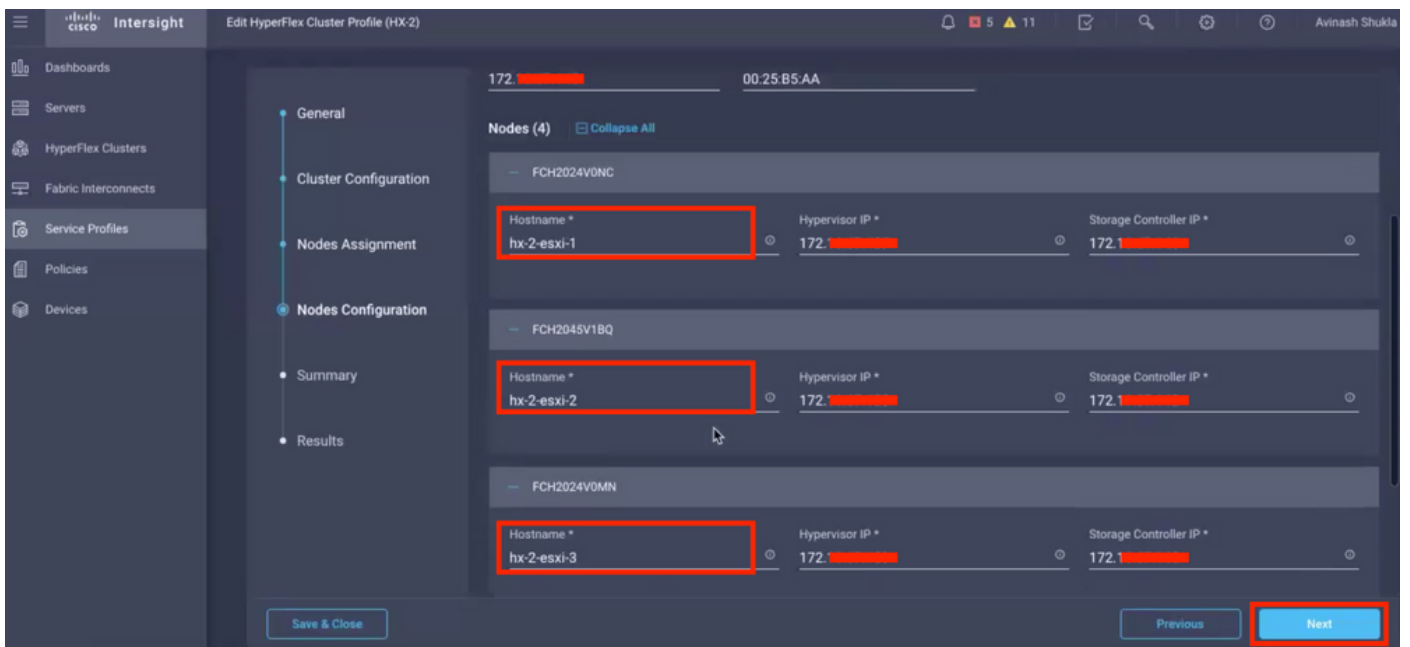 cisco Intersight Edit HyperFlex Cluster Profile (HX-2) 5 11 Avinash Shukla
Dashboards
Servers
HyperFlex Clusters
Fabric Interconnects
Service Profiles
Policies
Devices
General
Cluster Configuration
Nodes Assignment
Nodes Configuration
Summary
Results
172. 00:25:B5:AA
Nodes (4) Collapse All
FCH2024V0NC
Hostname * Hypervisor IP * Storage Controller IP *
hx-2-esxi-1 172.1 172.1
FCH2045V1BQ
Hostname * Hypervisor IP * Storage Controller IP *
hx-2-esxi-2 172.1 172.1
FCH2024V0MN
Hostname * Hypervisor IP * Storage Controller IP *
hx-2-esxi-3 172. 172.1
Save & Close Previous Next